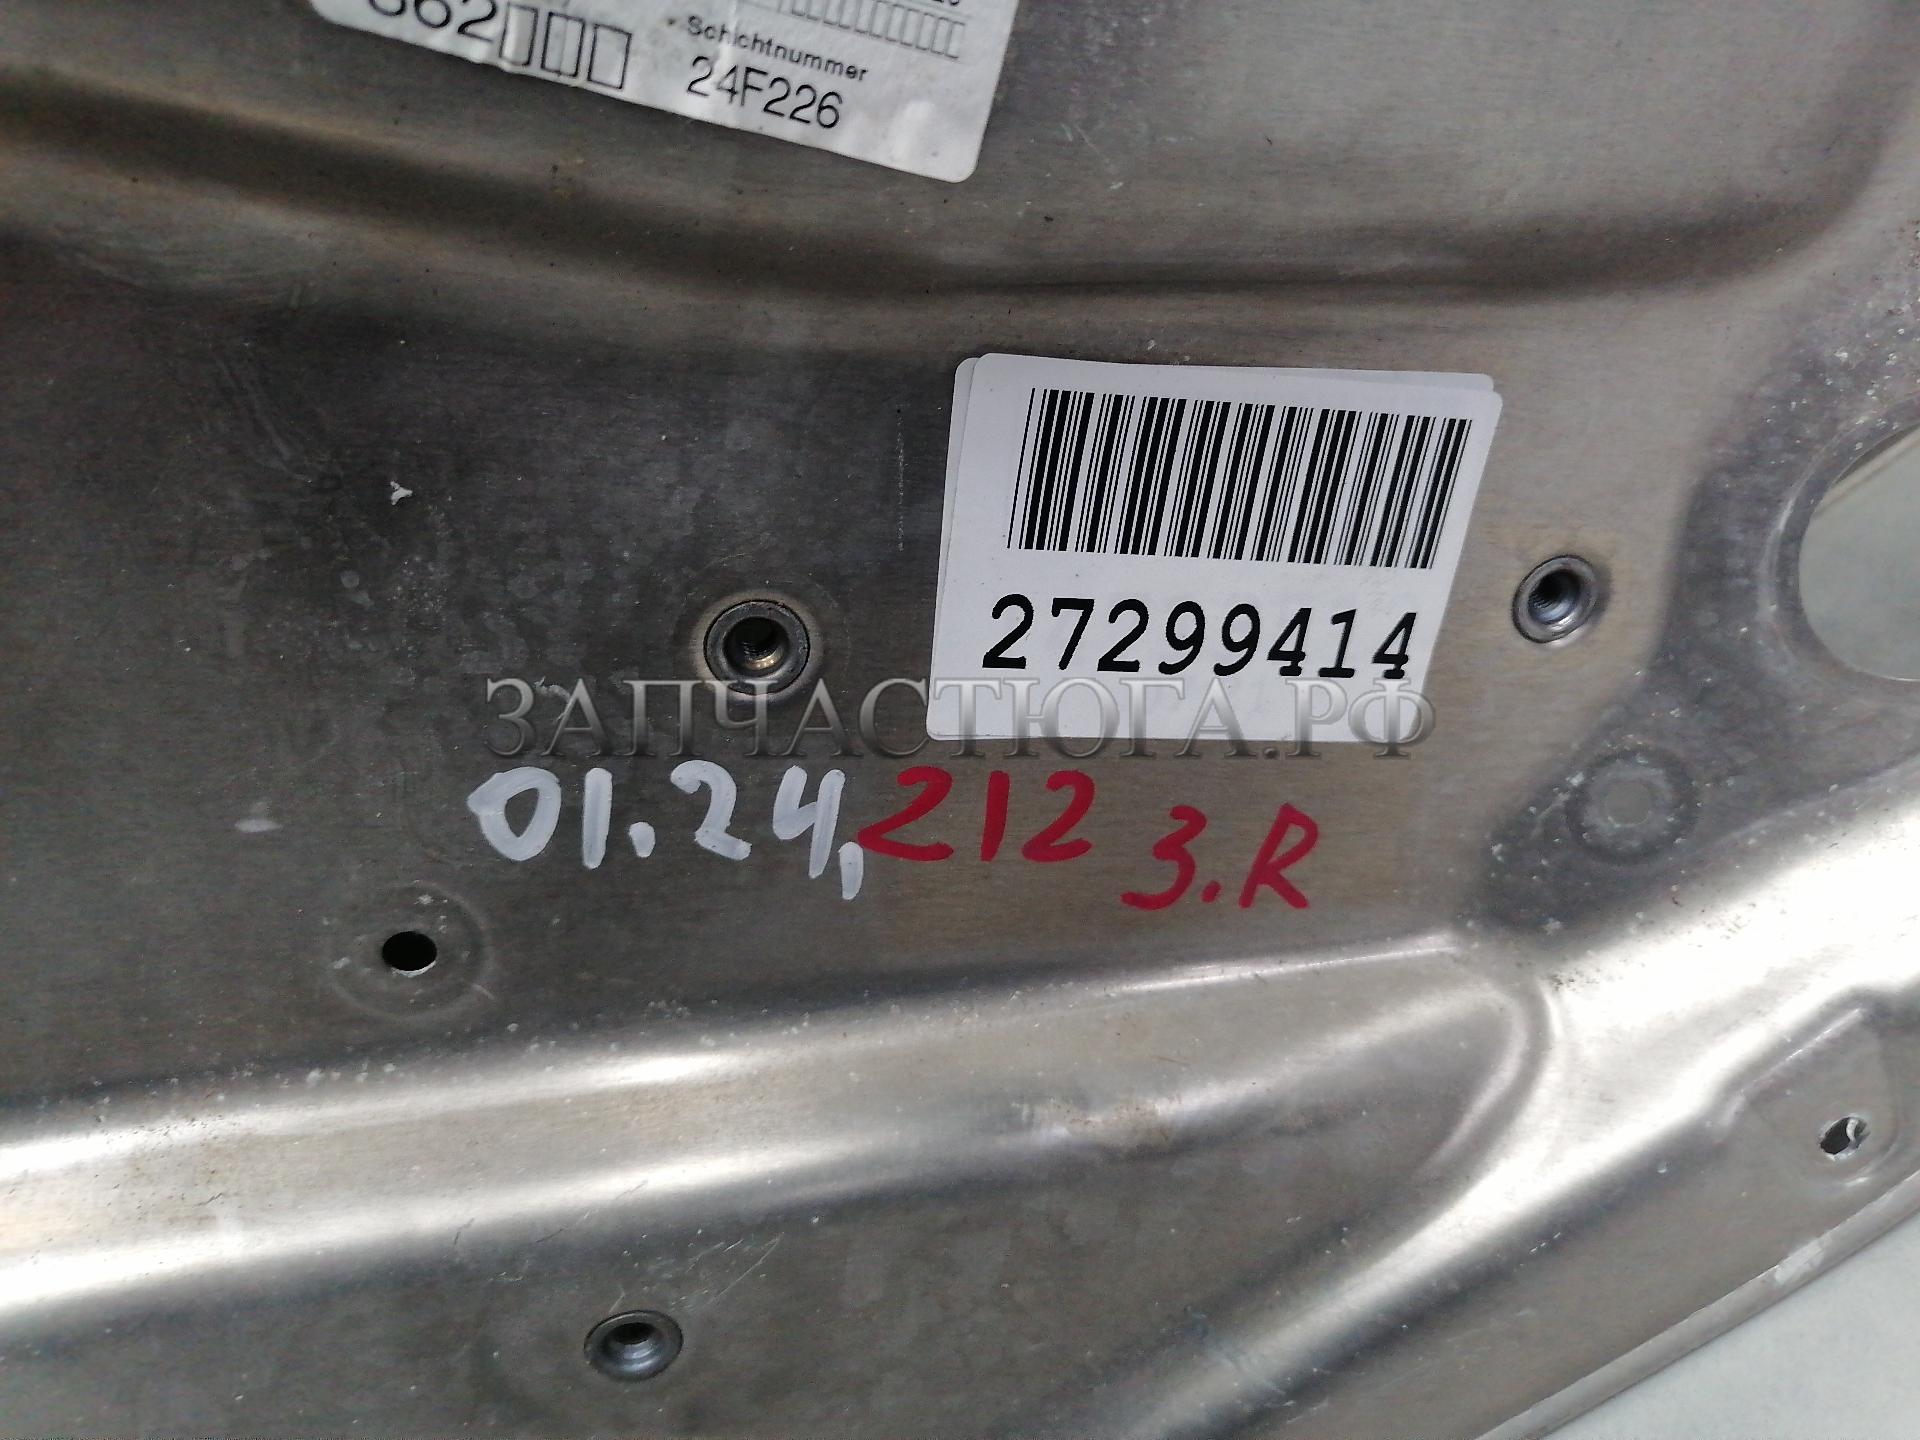 Schichtnummer
24F226
27299414
ЗАПЧАСТЮГА.РФ
01.24, 212 3.R